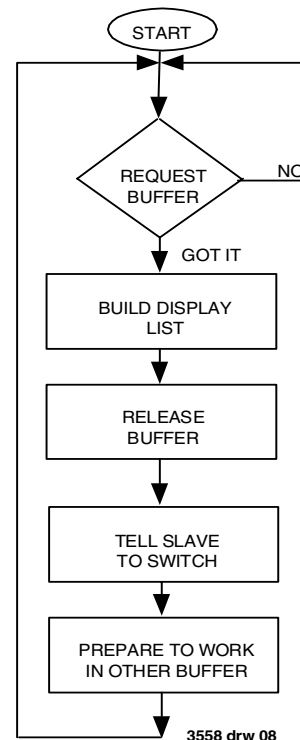 START
REQUEST
BUFFER
NO
GOT IT
BUILD DISPLAY
LIST
RELEASE
BUFFER
TELL SLAVE
TO SWITCH
PREPARE TO WORK
IN OTHER BUFFER
3558 drw 08